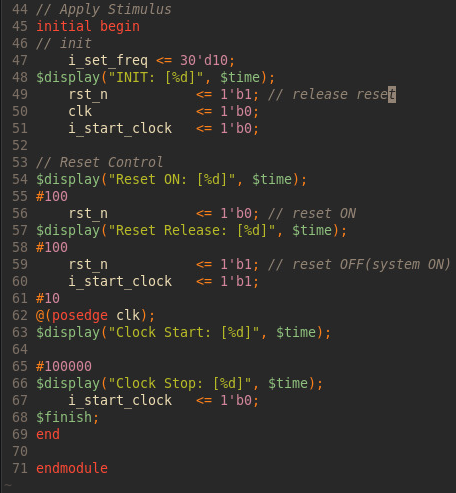 44 // Apply Stimulus
45 initial begin
46 // init
47     i_set_freq <= 30'd10;
48 $display("INIT: [%d]", $time);
49     rst_n           <= 1'b1; // release reset
50     clk             <= 1'b0;
51     i_start_clock   <= 1'b0;
52
53 // Reset Control
54 $display("Reset ON: [%d]", $time);
55 #100
56     rst_n           <= 1'b0; // reset ON
57 $display("Reset Release: [%d]", $time);
58 #100
59     rst_n           <= 1'b1; // reset OFF(system ON)
60     i_start_clock   <= 1'b1;
61 #10
62 @(posedge clk);
63 $display("Clock Start: [%d]", $time);
64
65 #100000
66 $display("Clock Stop: [%d]", $time);
67     i_start_clock   <= 1'b0;
68 $finish;
69 end
70
71 endmodule
~